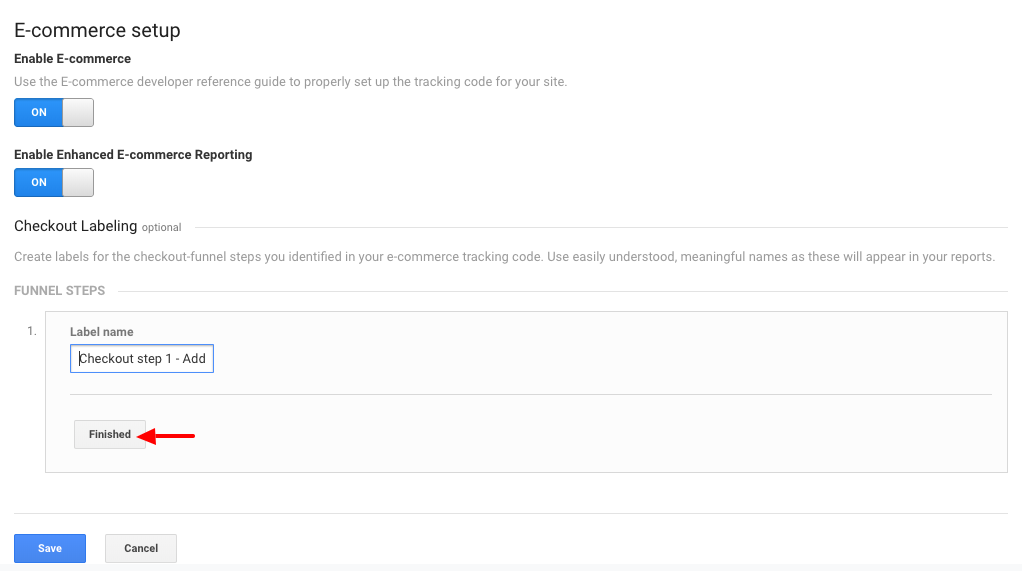 E-commerce setup
Enable E-commerce
Use the E-commerce developer reference guide to properly set up the tracking code for your site.
ON
Enable Enhanced E-commerce Reporting
ON
Checkout Labeling optional
Create labels for the checkout-funnel steps you identified in your e-commerce tracking code. Use easily understood, meaningful names as these will appear in your reports.
FUNNEL STEPS
1. Label name
Checkout step 1 - Add
Finished
Save Cancel